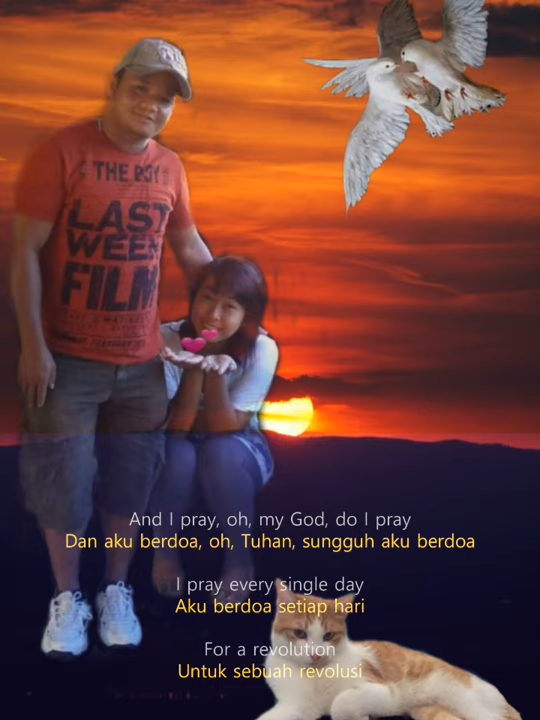 THE BOY
LAST
WEEK
FILM
And I pray, oh, my God, do I pray
Dan aku berdoa, oh, Tuhan, sungguh aku berdoa
I pray every single day
Aku berdoa setiap hari
For a revolution
Untuk sebuah revolusi